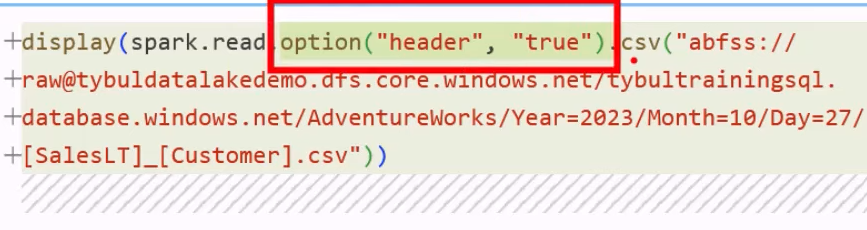 +display(spark.read.option("header", "true").csv("abfss://
+raw@tybuldatalakedemo.dfs.core.windows.net/tybultrainingsql.
+database.windows.net/AdventureWorks/Year=2023/Month=10/Day=27/
+[SalesLT]_[Customer].csv"))